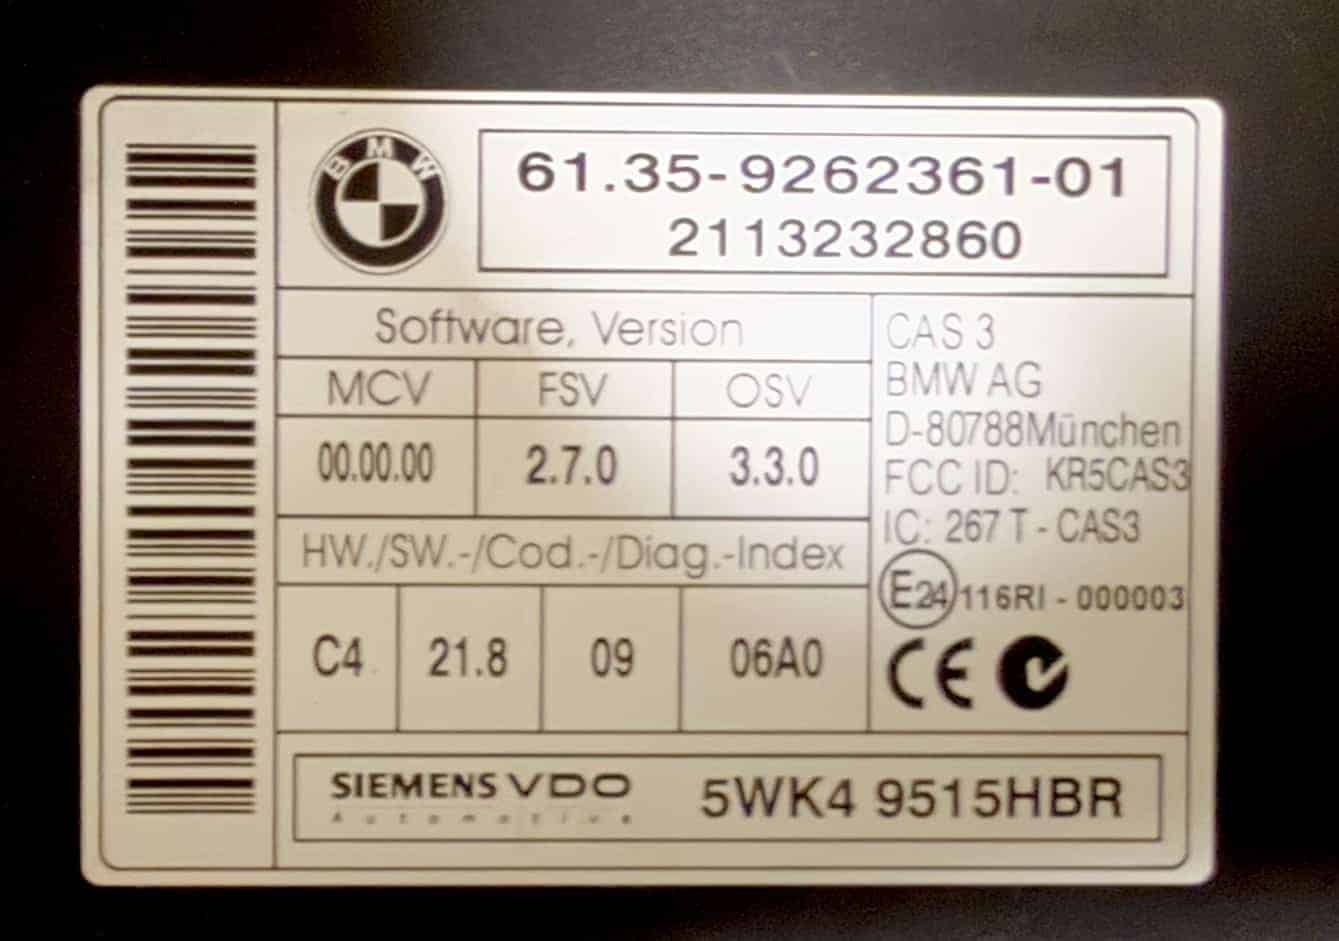 BMW
61.35-9262361-01
2113232860
Software, Version
MCV FSV OSV
00.00.00 2.7.0 3.3.0
HW./SW.-/Cod.-/Diag.-Index
C4 21.8 09 06A0
CAS 3
BMW AG
D-80788München
FCC ID: KR5CAS3
IC: 267 T - CAS3
E24 116RI - 000003
CE
SIEMENS VDO
Automotive
5WK4 9515HBR